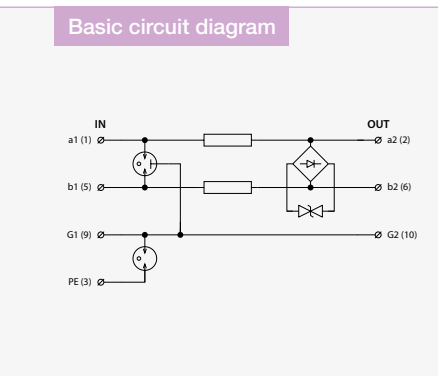 Basic circuit diagram
IN
OUT
a1 (1)
a2 (2)
b1 (5)
b2 (6)
G1 (9)
G2 (10)
PE (3)